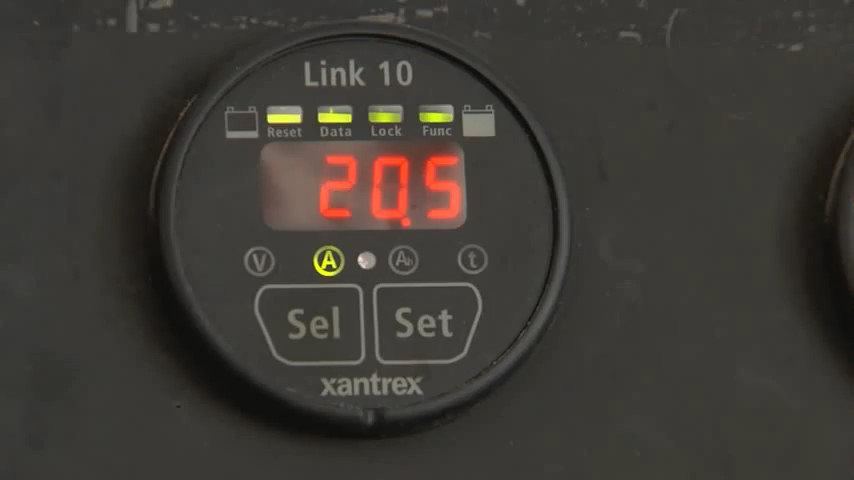 Link 10
Reset Data Lock Func
20.5
V A Ah t
Sel Set
xantrex